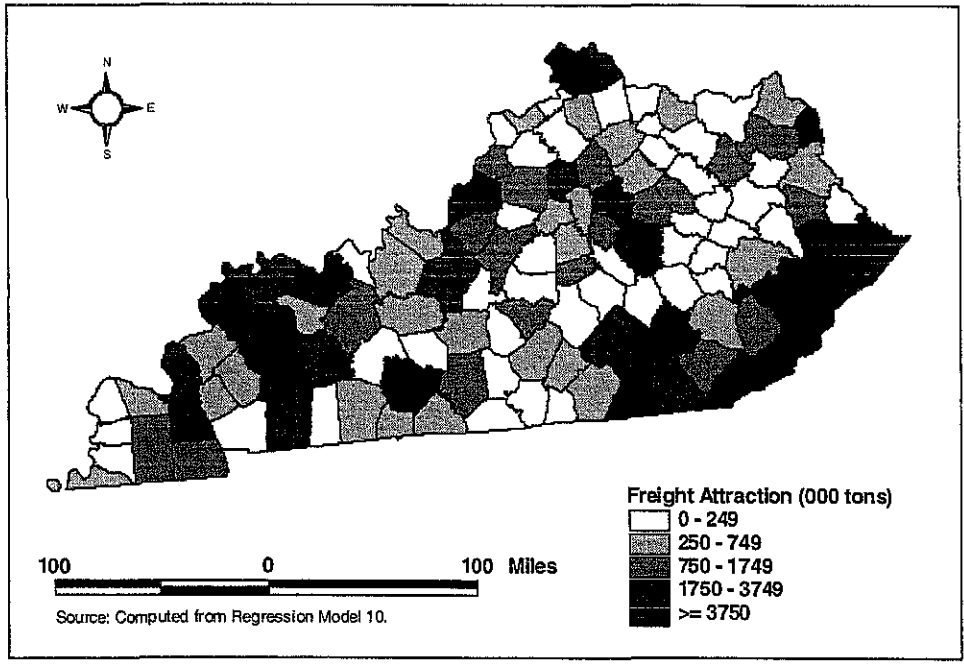 N
W E
S
Freight Attraction (000 tons)
0 - 249
250 - 749
750 - 1749
1750 - 3749
>= 3750
100 0 100 Miles
Source: Computed from Regression Model 10.